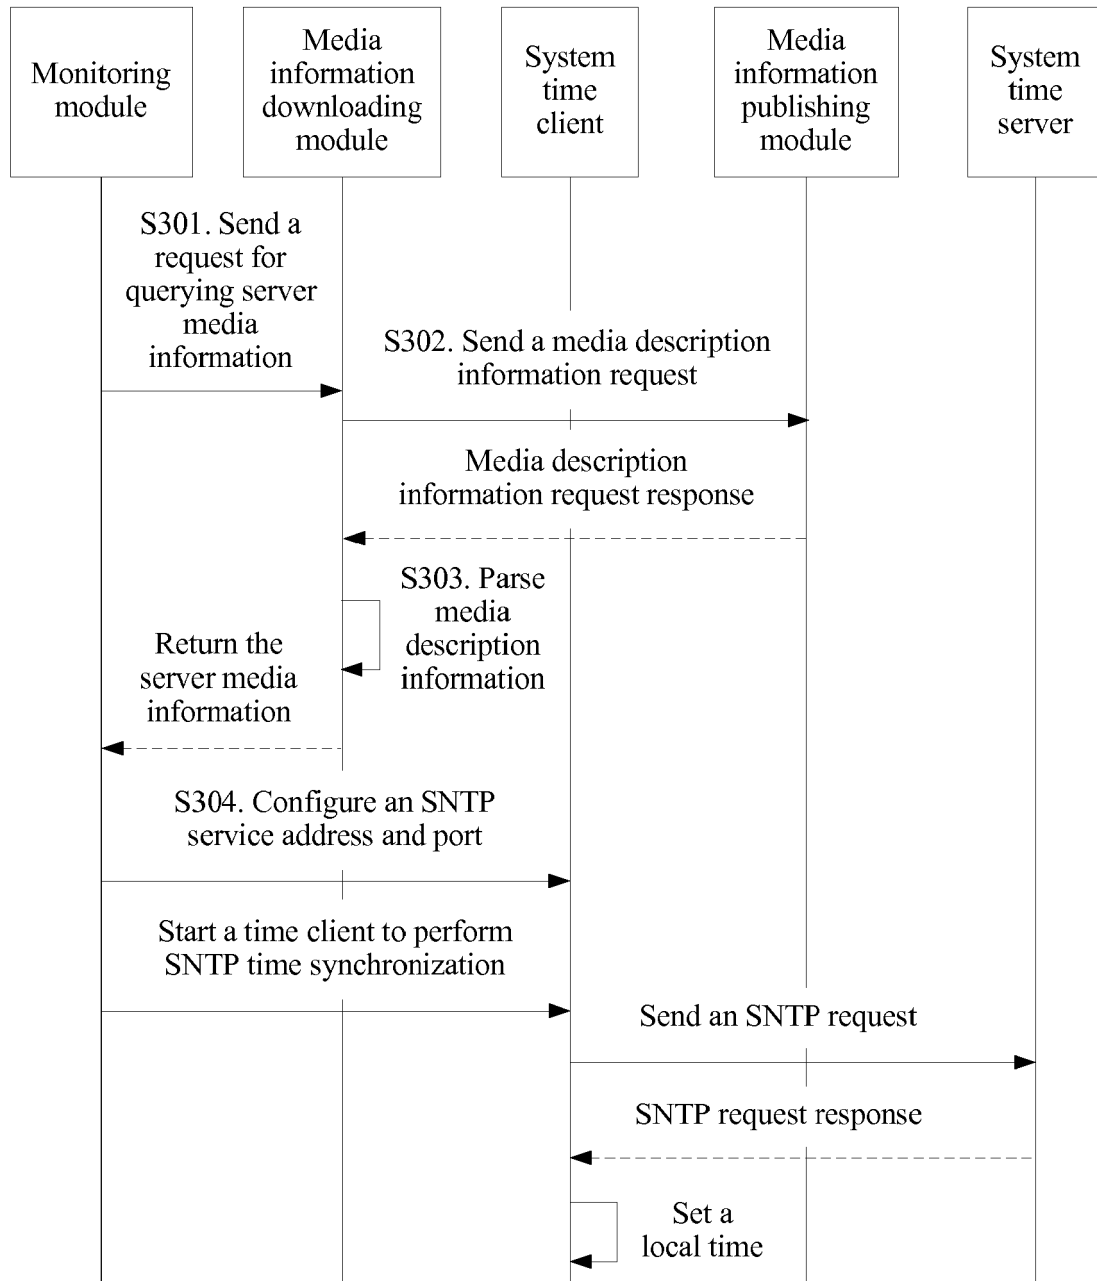 Monitoring
module
Media
information
downloading
module
System
time
client
Media
information
publishing
module
System
time
server
S301. Send a
request for
querying server
media
information
S302. Send a media description
information request
Media description
information request response
S303. Parse
media
description
information
Return the
server media
information
S304. Configure an SNTP
service address and port
Start a time client to perform
SNTP time synchronization
Send an SNTP request
SNTP request response
Set a
local time